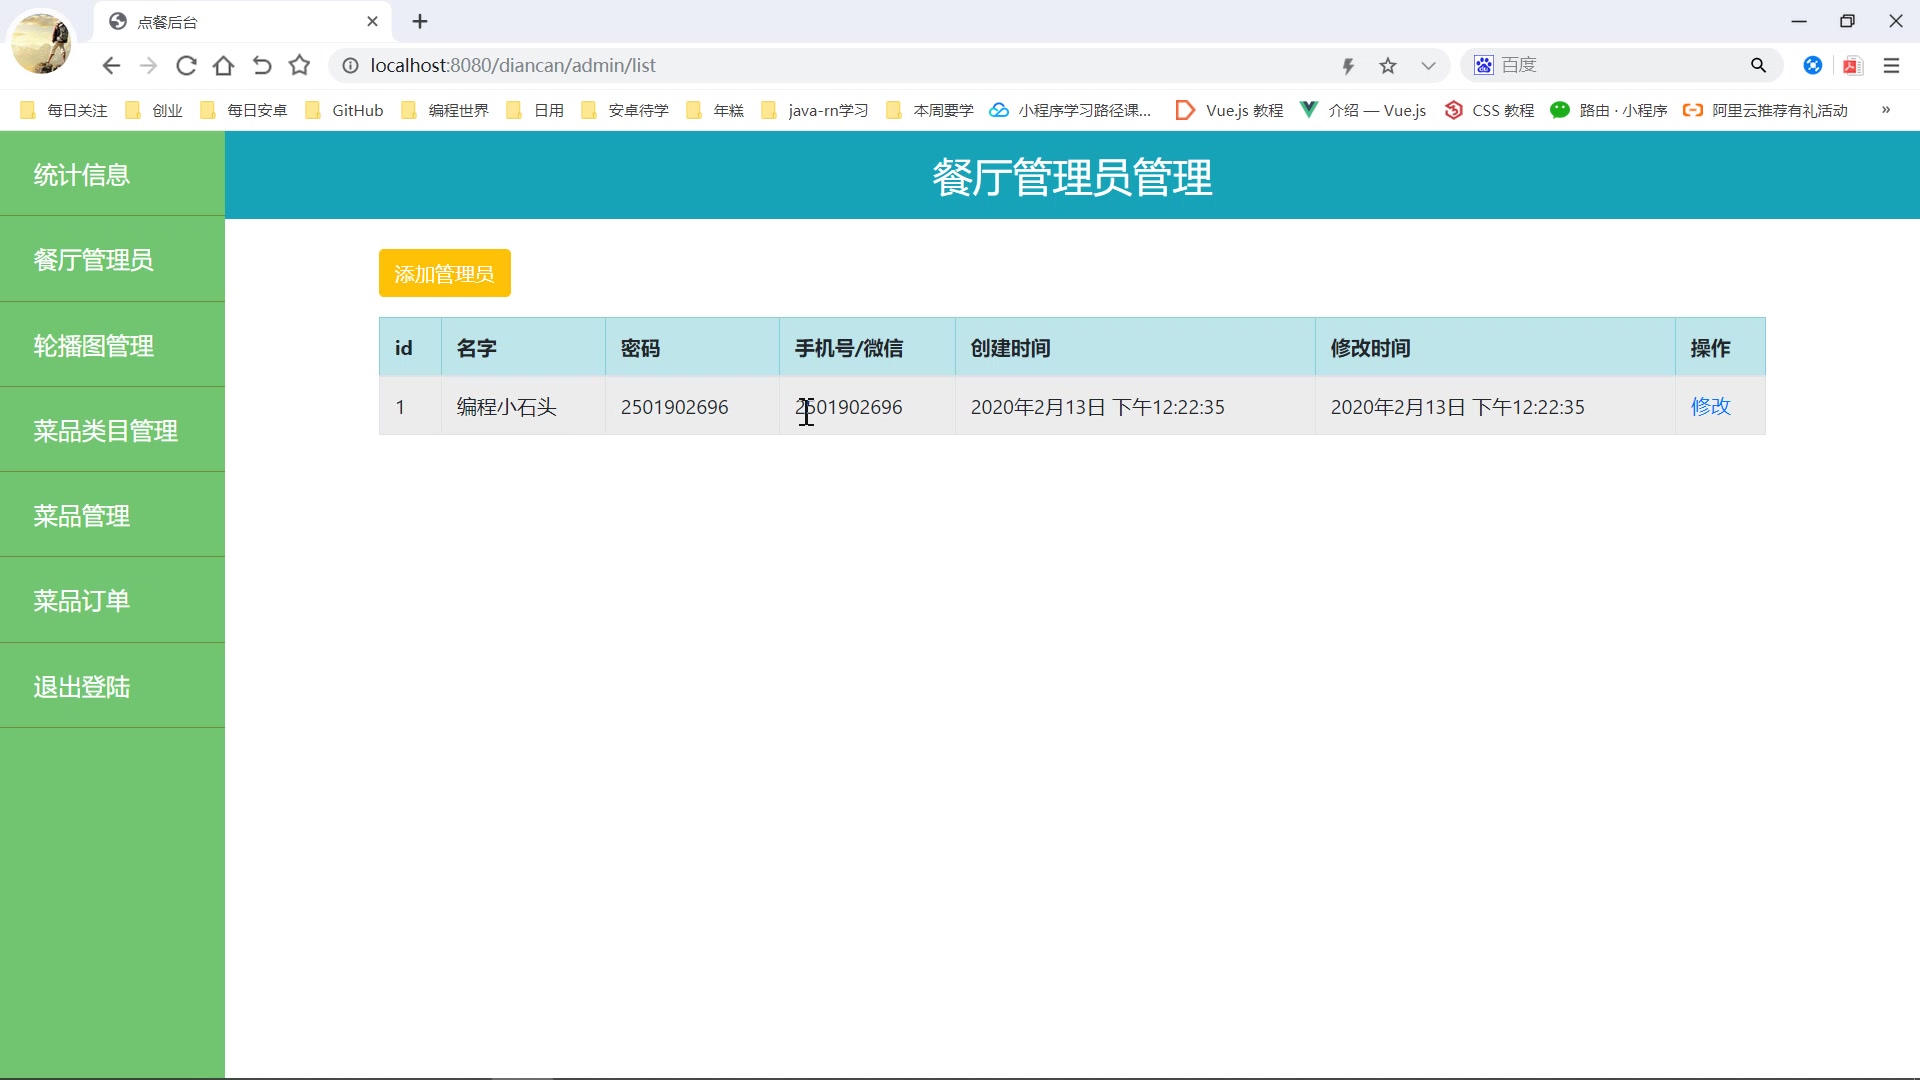 点餐后台
localhost:8080/diancan/admin/list
百度
每日关注 创业 每日安卓 GitHub 编程世界 日用 安卓待学 年糕 java-rn学习 本周要学 小程序学习路径课... Vue.js 教程 介绍 — Vue.js CSS 教程 路由 · 小程序 阿里云推荐有礼活动 »
统计信息
餐厅管理员
轮播图管理
菜品类目管理
菜品管理
菜品订单
退出登陆
餐厅管理员管理
添加管理员
id 名字 密码 手机号/微信 创建时间 修改时间 操作
1 编程小石头 2501902696 2501902696 2020年2月13日 下午12:22:35 2020年2月13日 下午12:22:35 修改